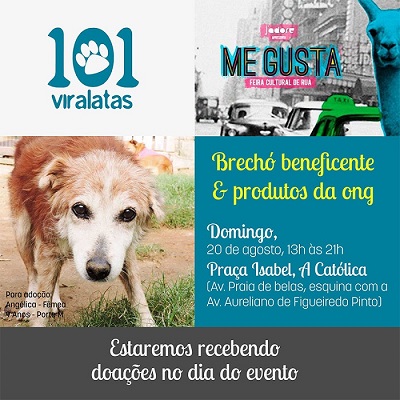 101
viralatas
jadore
ME GUSTA
FEIRA CULTURAL DE RUA
Brechó beneficente
& produtos da ong
Domingo,
20 de agosto, 13h às 21h
Praça Isabel, A Católica
(Av. Praia de belas, esquina com a
Av. Aureliano de Figueiredo Pinto)
Para adoção:
Angélica - Fêmea
9 Anos - Porte M
Estaremos recebendo
doações no dia do evento